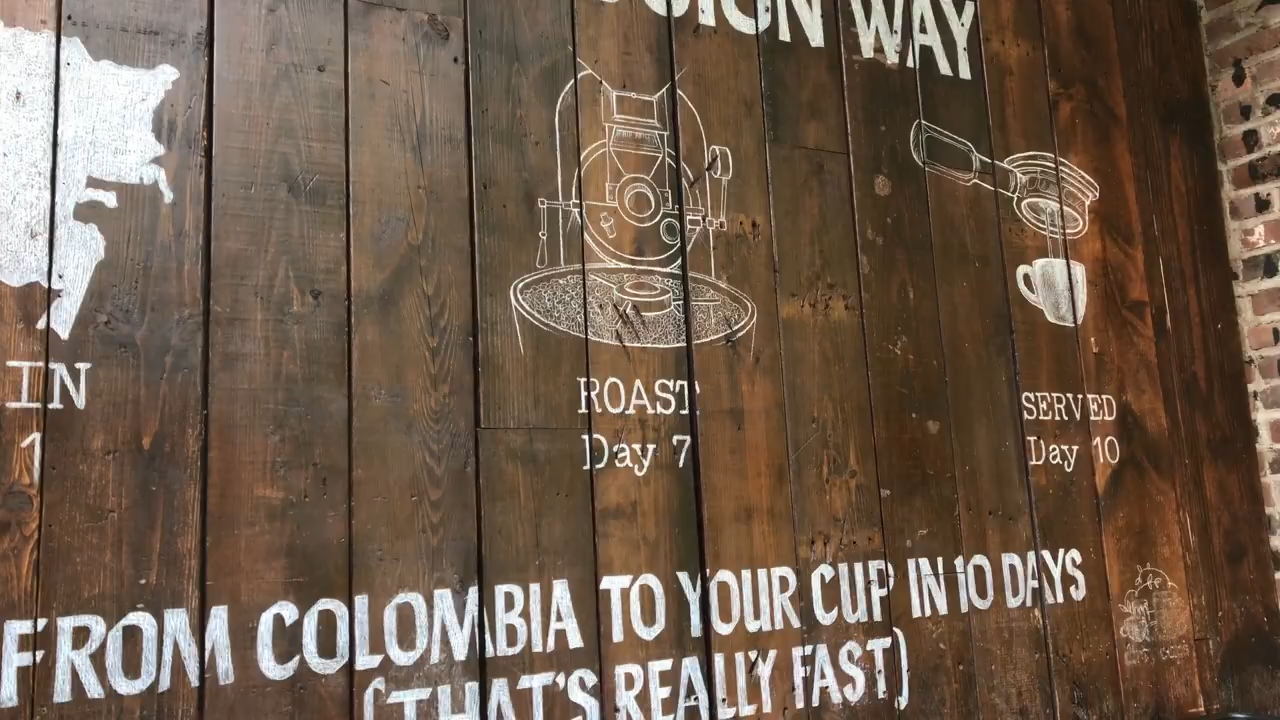 WAY
IN
1
ROAST
Day 7
SERVED
Day 10
FROM COLOMBIA TO YOUR CUP IN 10 DAYS
(THAT'S REALLY FAST)